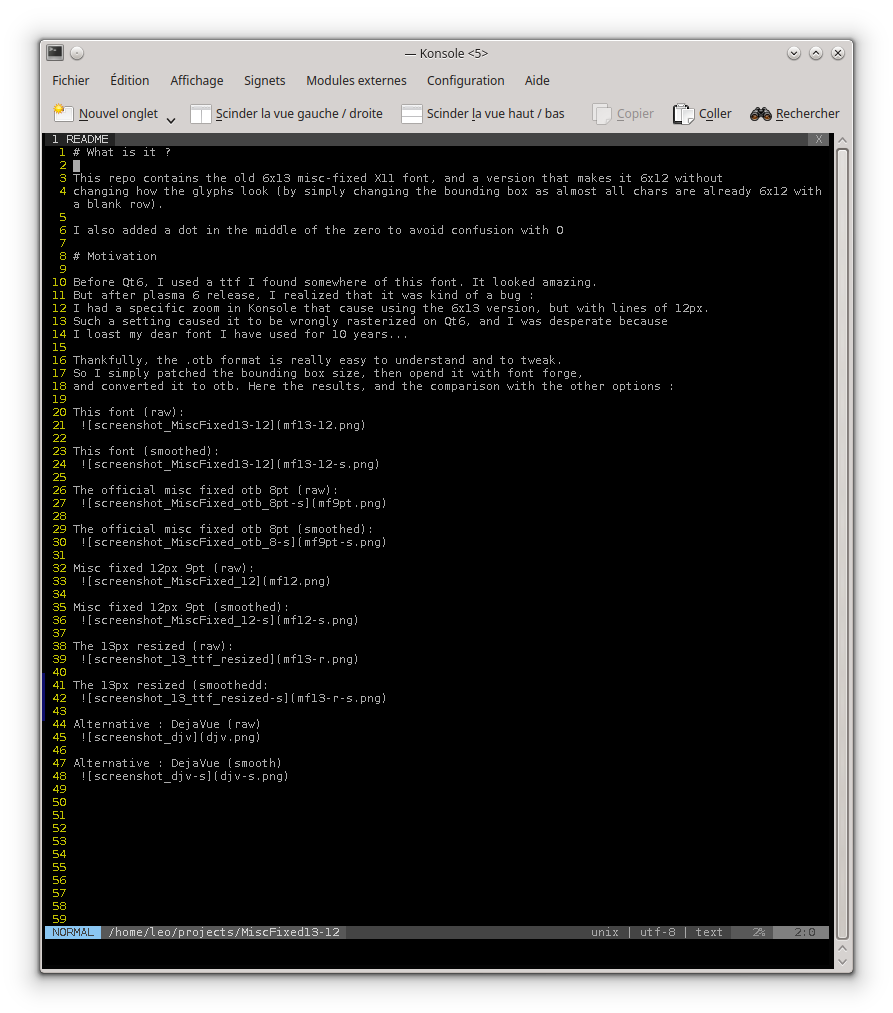 — Konsole <5>
Fichier Édition Affichage Signets Modules externes Configuration Aide
Nouvel onglet Scinder la vue gauche / droite Scinder la vue haut / bas Copier Coller Rechercher
1 README X
1 # What is it ?
2
3 This repo contains the old 6x13 misc-fixed X11 font, and a version that makes it 6x12 without
4 changing how the glyphs look (by simply changing the bounding box as almost all chars are already 6x12 with
a blank row).
5
6 I also added a dot in the middle of the zero to avoid confusion with O
7
8 # Motivation
9
10 Before Qt6, I used a ttf I found somewhere of this font. It looked amazing.
11 But after plasma 6 release, I realized that it was kind of a bug :
12 I had a specific zoom in Konsole that cause using the 6x13 version, but with lines of 12px.
13 Such a setting caused it to be wrongly rasterized on Qt6, and I was desperate because
14 I loast my dear font I have used for 10 years...
15
16 Thankfully, the .otb format is really easy to understand and to tweak.
17 So I simply patched the bounding box size, then opend it with font forge,
18 and converted it to otb. Here the results, and the comparison with the other options :
19
20 This font (raw):
21 ![screenshot_MiscFixed13-12](mf13-12.png)
22
23 This font (smoothed):
24 ![screenshot_MiscFixed13-12](mf13-12-s.png)
25
26 The official misc fixed otb 8pt (raw):
27 ![screenshot_MiscFixed_otb_8pt-s](mf9pt.png)
28
29 The official misc fixed otb 8pt (smoothed):
30 ![screenshot_MiscFixed_otb_8-s](mf9pt-s.png)
31
32 Misc fixed 12px 9pt (raw):
33 ![screenshot_MiscFixed_12](mf12.png)
34
35 Misc fixed 12px 9pt (smoothed):
36 ![screenshot_MiscFixed_12-s](mf12-s.png)
37
38 The 13px resized (raw):
39 ![screenshot_13_ttf_resized](mf13-r.png)
40
41 The 13px resized (smoothedd:
42 ![screenshot_13_ttf_resized-s](mf13-r-s.png)
43
44 Alternative : DejaVue (raw)
45 ![screenshot_djv](djv.png)
46
47 Alternative : DejaVue (smooth)
48 ![screenshot_djv-s](djv-s.png)
49
50
51
52
53
54
55
56
57
58
59
NORMAL /home/leo/projects/MiscFixed13-12 unix | utf-8 | text 2% 2:0